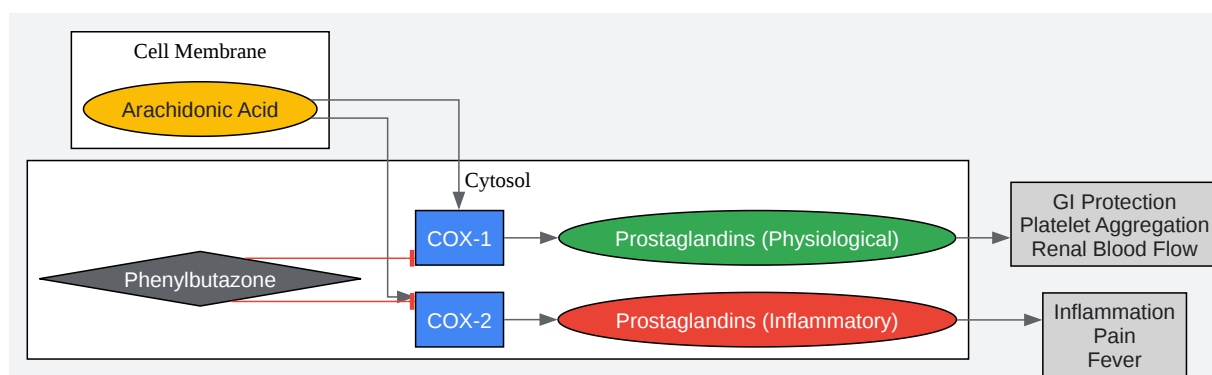 Cell Membrane
Arachidonic Acid
Cytosol
COX-1
Prostaglandins (Physiological)
GI Protection
Platelet Aggregation
Renal Blood Flow
Phenylbutazone
COX-2
Prostaglandins (Inflammatory)
Inflammation
Pain
Fever